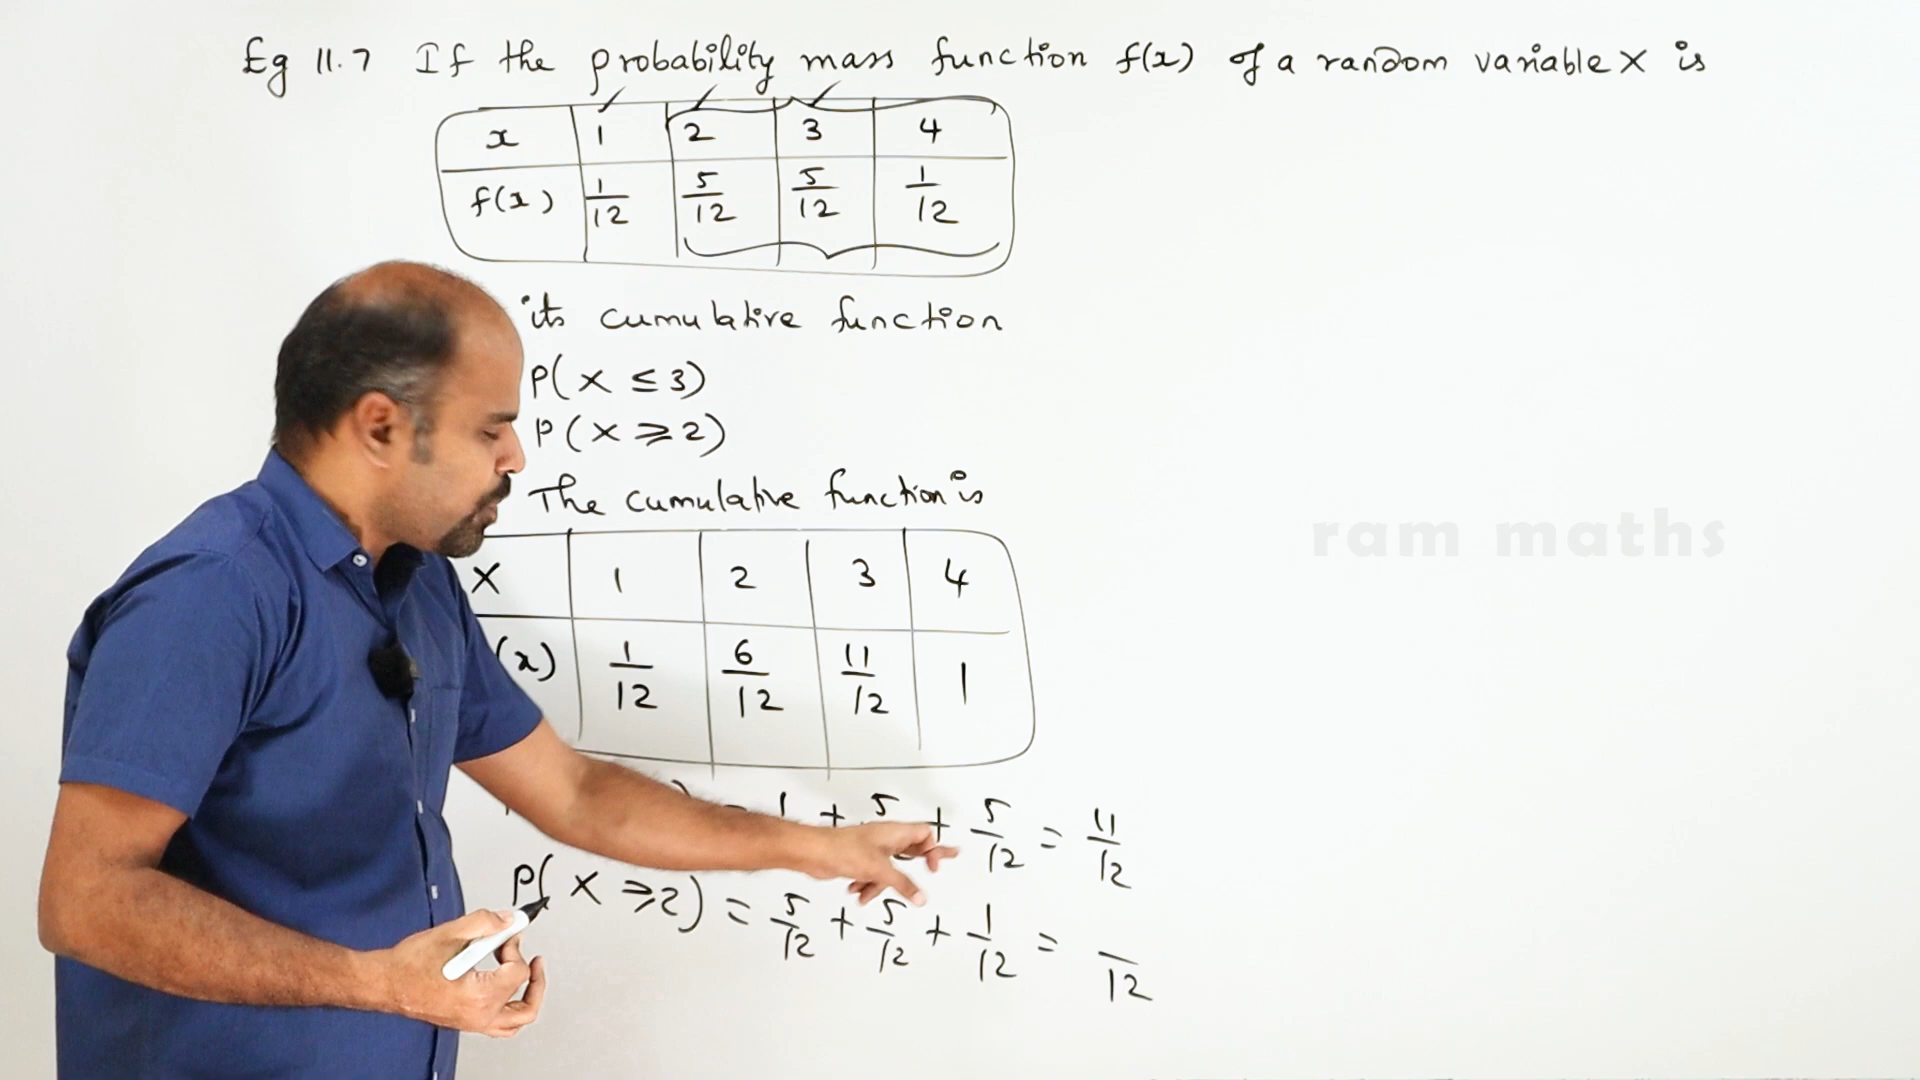 Eg 11.7 If the probability mass function f(x) of a random variable X is
x 1 2 3 4
f(x) 1/12 5/12 5/12 1/12
its cumulative function
P(X ≤ 3)
P(X ≥ 2)
The cumulative function is
ram maths
X 1 2 3 4
(x) 1/12 6/12 11/12 1
) = 1 + 5 + 5/12 = 11/12
P(X ≥ 2) = 5/12 + 5/12 + 1/12 = /12